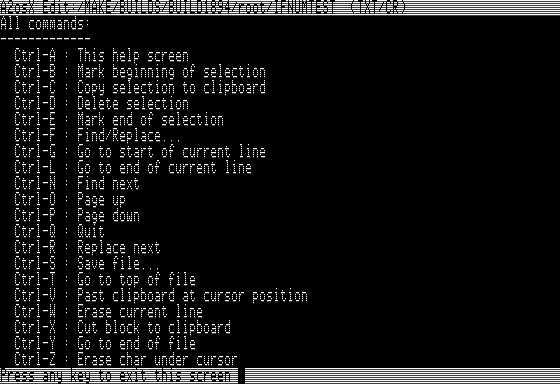 A2osX Edit:/MAKE/BUILDS/BUILD1894/root/IFNUMTEST (TXT/CR)
All commands:
-------------
Ctrl-A : This help screen
Ctrl-B : Mark beginning of selection
Ctrl-C : Copy selection to clipboard
Ctrl-D : Delete selection
Ctrl-E : Mark end of selection
Ctrl-F : Find/Replace...
Ctrl-G : Go to start of current line
Ctrl-L : Go to end of current line
Ctrl-N : Find next
Ctrl-O : Page up
Ctrl-P : Page down
Ctrl-Q : Quit
Ctrl-R : Replace next
Ctrl-S : Save file...
Ctrl-T : Go to top of file
Ctrl-V : Past clipboard at cursor position
Ctrl-W : Erase current line
Ctrl-X : Cut block to clipboard
Ctrl-Y : Go to end of file
Ctrl-Z : Erase char under cursor
Press any key to exit this screen